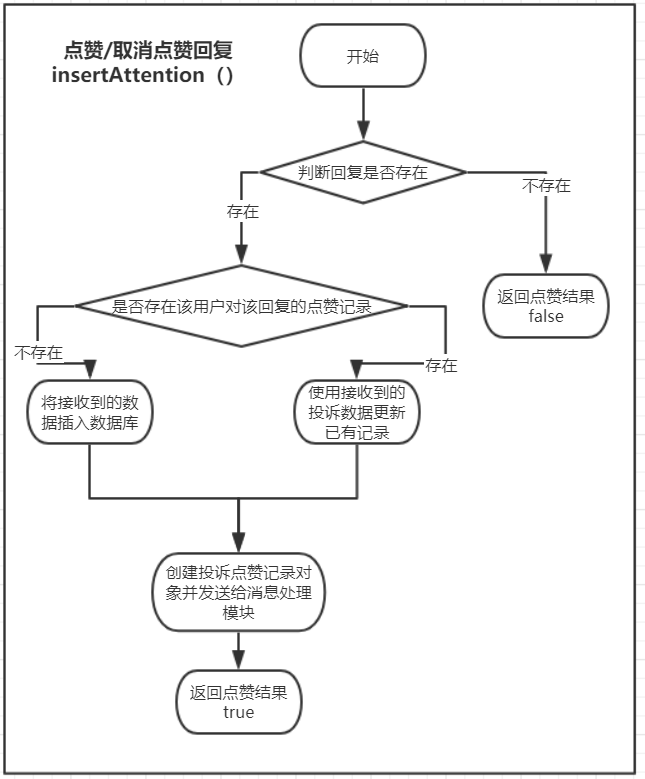 点赞/取消点赞回复
insertAttention（）
开始
判断回复是否存在
不存在
存在
返回点赞结果
false
是否存在该用户对该回复的点赞记录
不存在
存在
将接收到的数
据插入数据库
使用接收到的
投诉数据更新
已有记录
创建投诉点赞记录对
象并发送给消息处理
模块
返回点赞结果
true